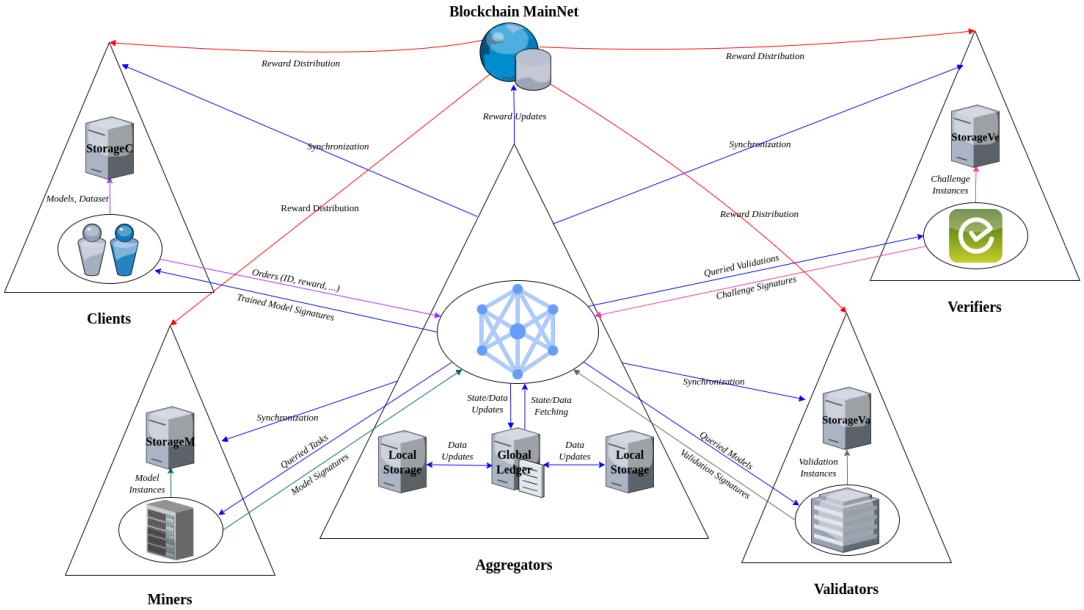 Blockchain MainNet
Reward Distribution
Reward Distribution
Reward Updates
Synchronization
Synchronization
StorageC
StorageVe
Models, Dataset
Challenge
Instances
Reward Distribution
Reward Distribution
Orders (ID, reward, ...)
Trained Model Signatures
Queried Validations
Challenge Signatures
Clients
Verifiers
Synchronization
Synchronization
State/Data
Updates
State/Data
Fetching
StorageM
StorageVa
Queried Tasks
Model Signatures
Queried Models
Validation Signatures
Local
Storage
Data
Updates
Global
Ledger
Data
Updates
Local
Storage
Model
Instances
Validation
Instances
Aggregators
Miners
Validators